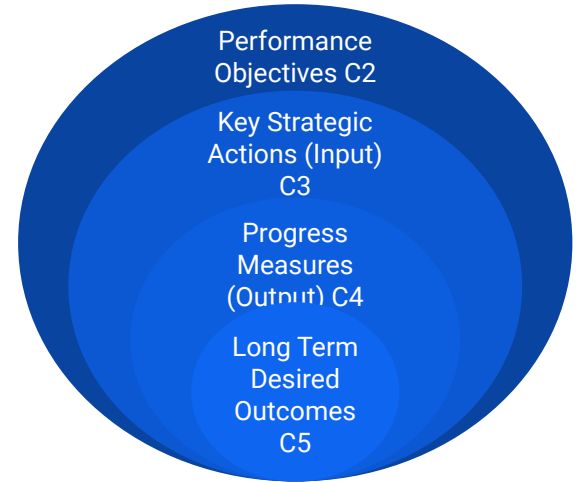 Performance
Objectives C2
Key Strategic
Actions (Input)
C3
Progress
Measures
(Output) C4
Long Term
Desired
Outcomes
C5